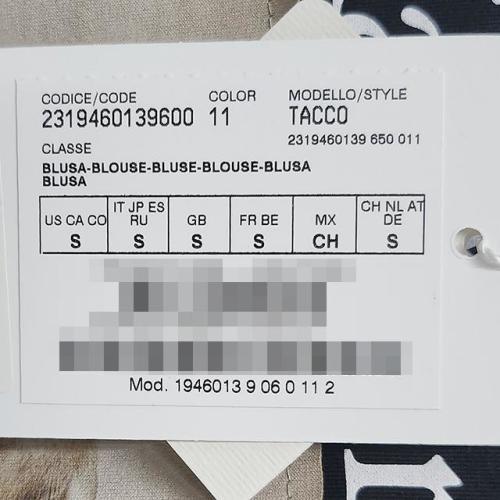 CODICE/CODE COLOR MODELLO/STYLE
2319460139600 11 TACCO
2319460139 650 011
CLASSE
BLUSA-BLOUSE-BLUSE-BLOUSE-BLUSA
BLUSA
US CA CO IT JP ES RU GB FR BE MX CH NL AT DE
S S S S CH S
Mod. 1946013 9 06 0 11 2